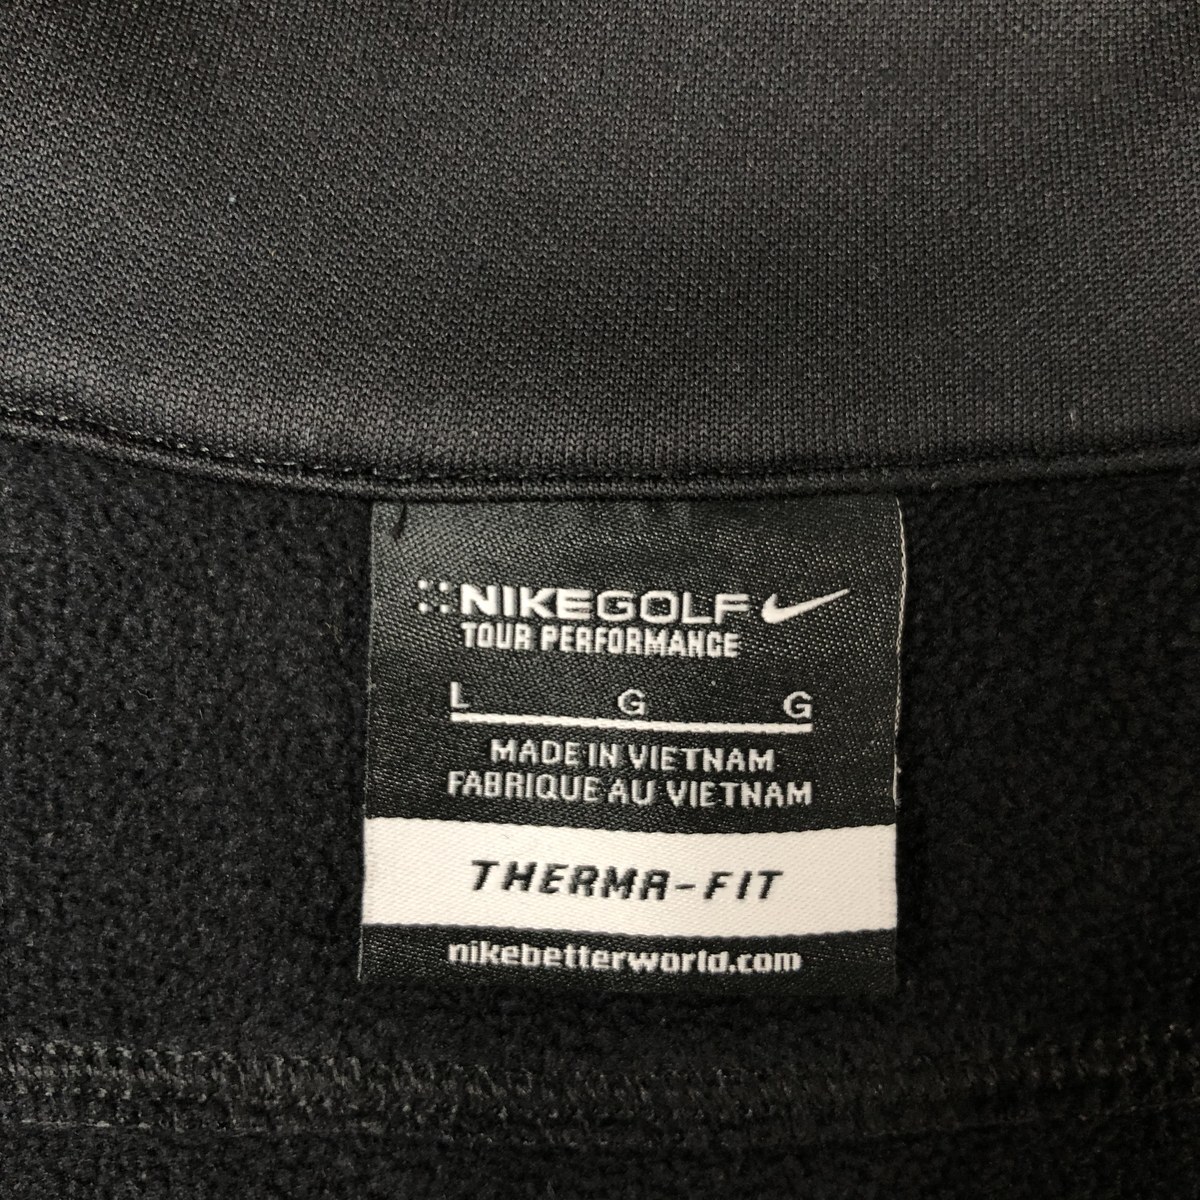 NIKEGOLF
TOUR PERFORMANCE
L G G
MADE IN VIETNAM
FABRIQUE AU VIETNAM
THERMA-FIT
nikebetterworld.com